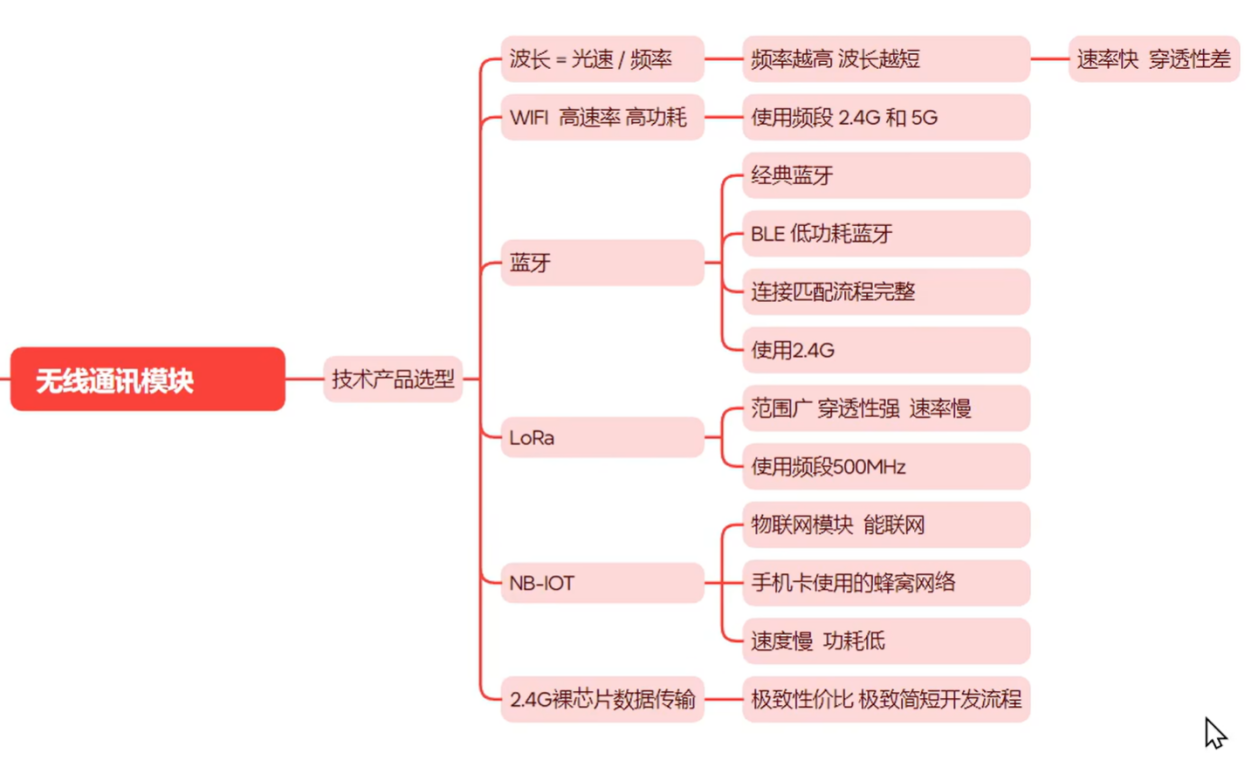 无线通讯模块
技术产品选型
波长 = 光速 / 频率
频率越高 波长越短
速率快 穿透性差
WIFI 高速率 高功耗
使用频段 2.4G 和 5G
蓝牙
经典蓝牙
BLE 低功耗蓝牙
连接匹配流程完整
使用2.4G
LoRa
范围广 穿透性强 速率慢
使用频段500MHz
NB-IOT
物联网模块 能联网
手机卡使用的蜂窝网络
速度慢 功耗低
2.4G裸芯片数据传输
极致性价比 极致简短开发流程